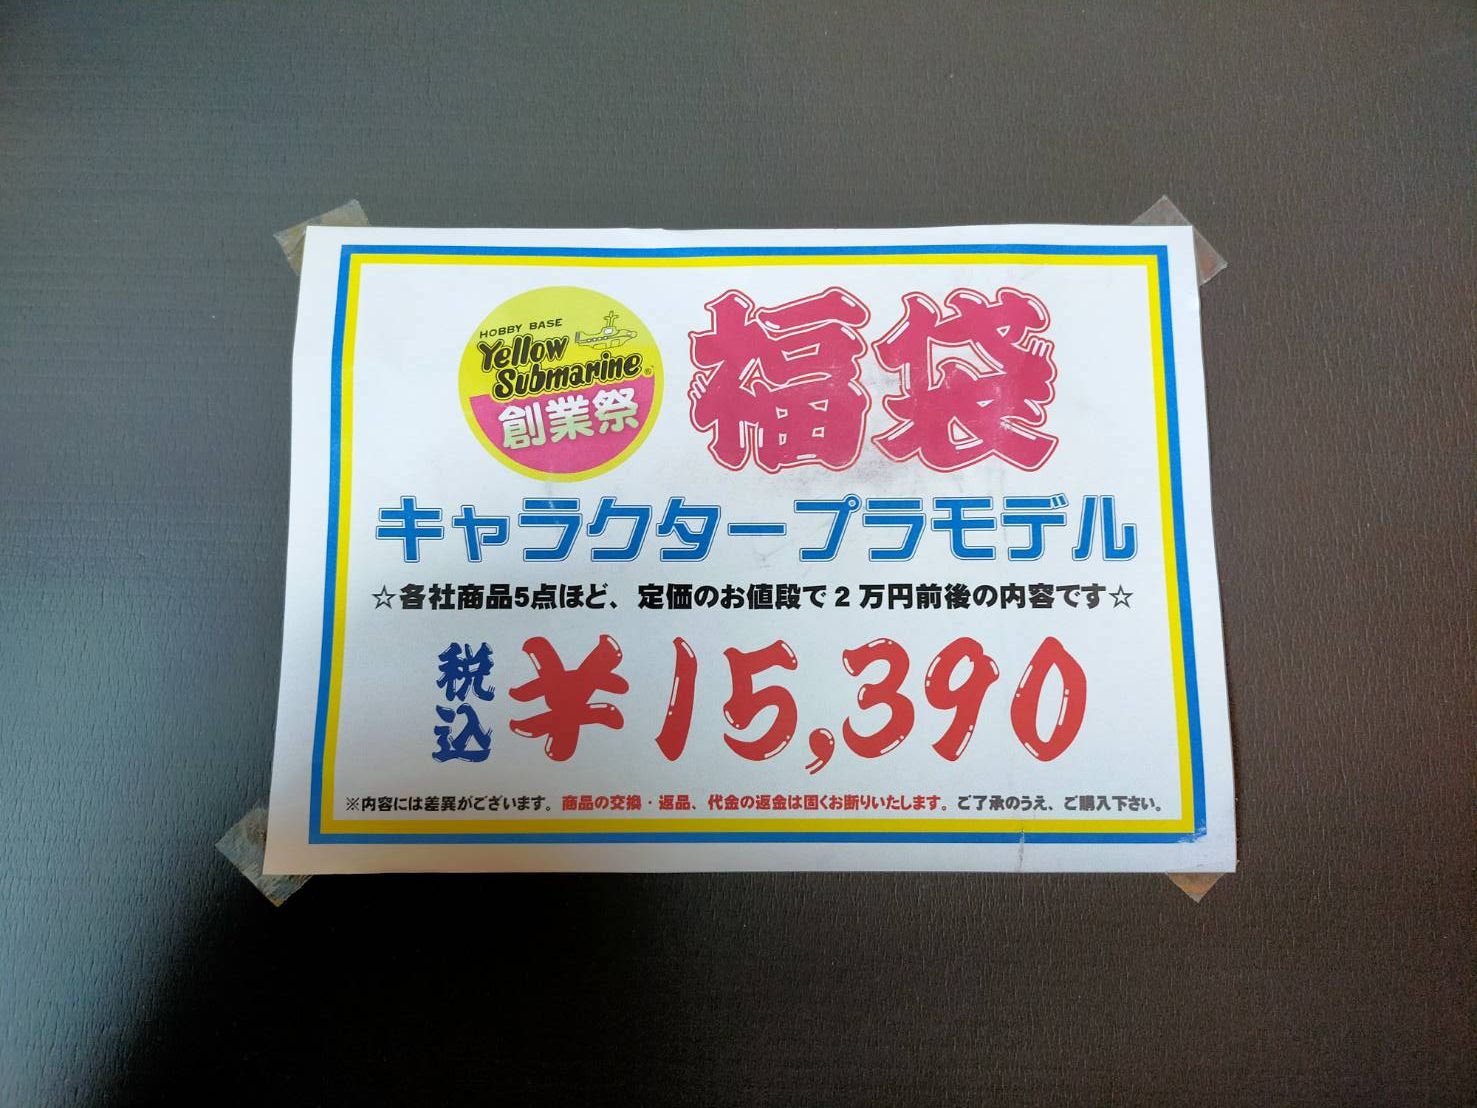 HOBBY BASE
Yellow
Submarine®
創業祭
福袋
キャラクタープラモデル
☆各社商品5点ほど、定価のお値段で2万円前後の内容です☆
税込 ¥15,390
※内容には差異がございます。商品の交換・返品、代金の返金は固くお断りいたします。ご了承のうえ、ご購入下さい。